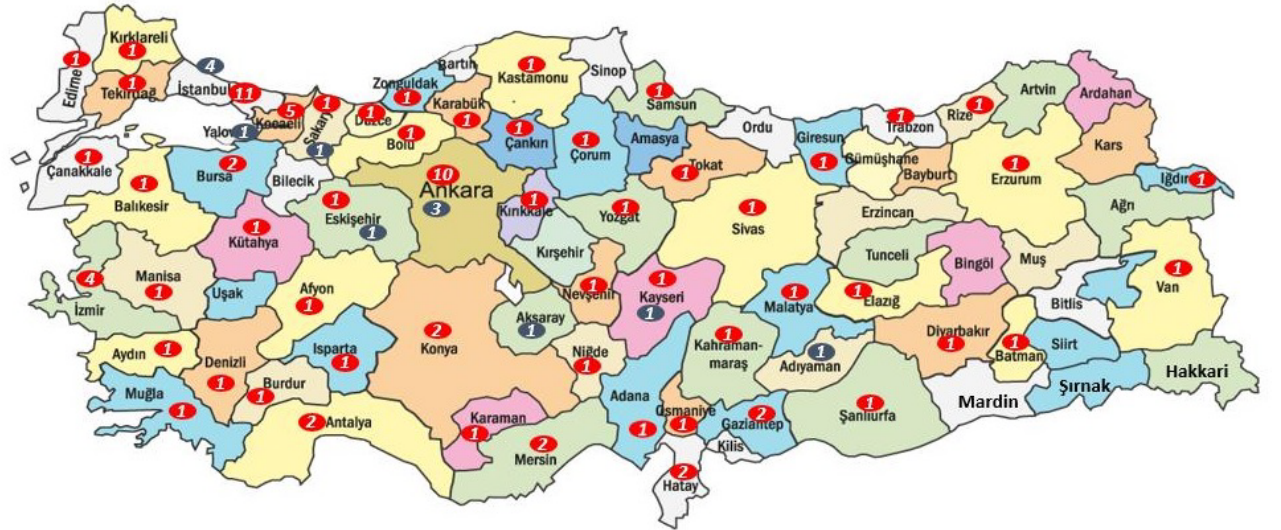 Kırklareli
1
1
Edirne
1
Tekirdağ
4
İstanbul
11
5
Kocaeli
1
Yalova
1
Sakarya
1
1
Düzce
Zonguldak
1
Bartın
Karabük
1
1
Kastamonu
Sinop
1
Samsun
1
Bolu
1
Çankırı
1
Çorum
Amasya
1
Tokat
Ordu
Giresun
1
1
Trabzon
1
Rize
Artvin
Ardahan
Kars
Gümüşhane
Bayburt
1
Erzurum
Iğdır
1
Ağrı
1
Çanakkale
1
Balıkesir
2
Bursa
Bilecik
1
Eskişehir
1
10
Ankara
3
1
Kırıkkale
1
Yozgat
1
Sivas
Erzincan
Tunceli
Bingöl
Muş
1
Kütahya
Kırşehir
4
İzmir
Manisa
1
Uşak
Afyon
1
1
Nevşehir
1
Kayseri
1
1
Malatya
1
Elazığ
Bitlis
1
Van
2
Konya
Aksaray
1
Niğde
1
1
Kahraman-
maraş
1
Adıyaman
Diyarbakır
1
1
Batman
Siirt
Şırnak
Hakkari
Mardin
Aydın
1
Denizli
1
Isparta
1
Burdur
1
Muğla
1
2
Antalya
Karaman
1
2
Mersin
Adana
1
Osmaniye
1
2
Gaziantep
Kilis
1
Şanlıurfa
2
Hatay